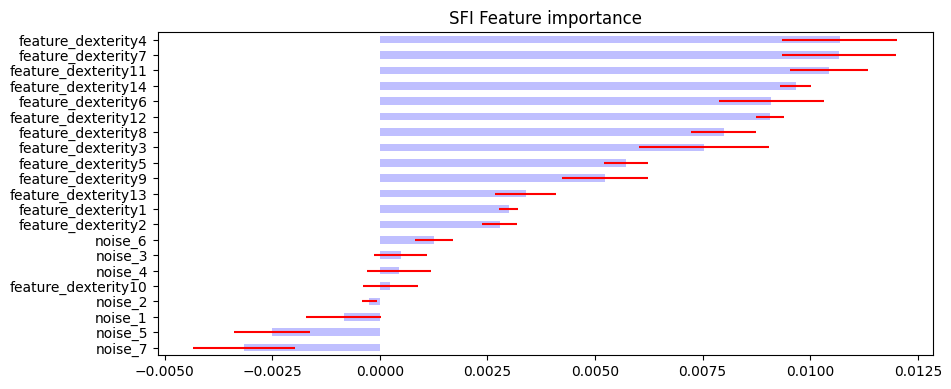 SFI Feature importance
feature_dexterity4
feature_dexterity7
feature_dexterity11
feature_dexterity14
feature_dexterity6
feature_dexterity12
feature_dexterity8
feature_dexterity3
feature_dexterity5
feature_dexterity9
feature_dexterity13
feature_dexterity1
feature_dexterity2
noise_6
noise_3
noise_4
feature_dexterity10
noise_2
noise_1
noise_5
noise_7
−0.0050 −0.0025 0.0000 0.0025 0.0050 0.0075 0.0100 0.0125